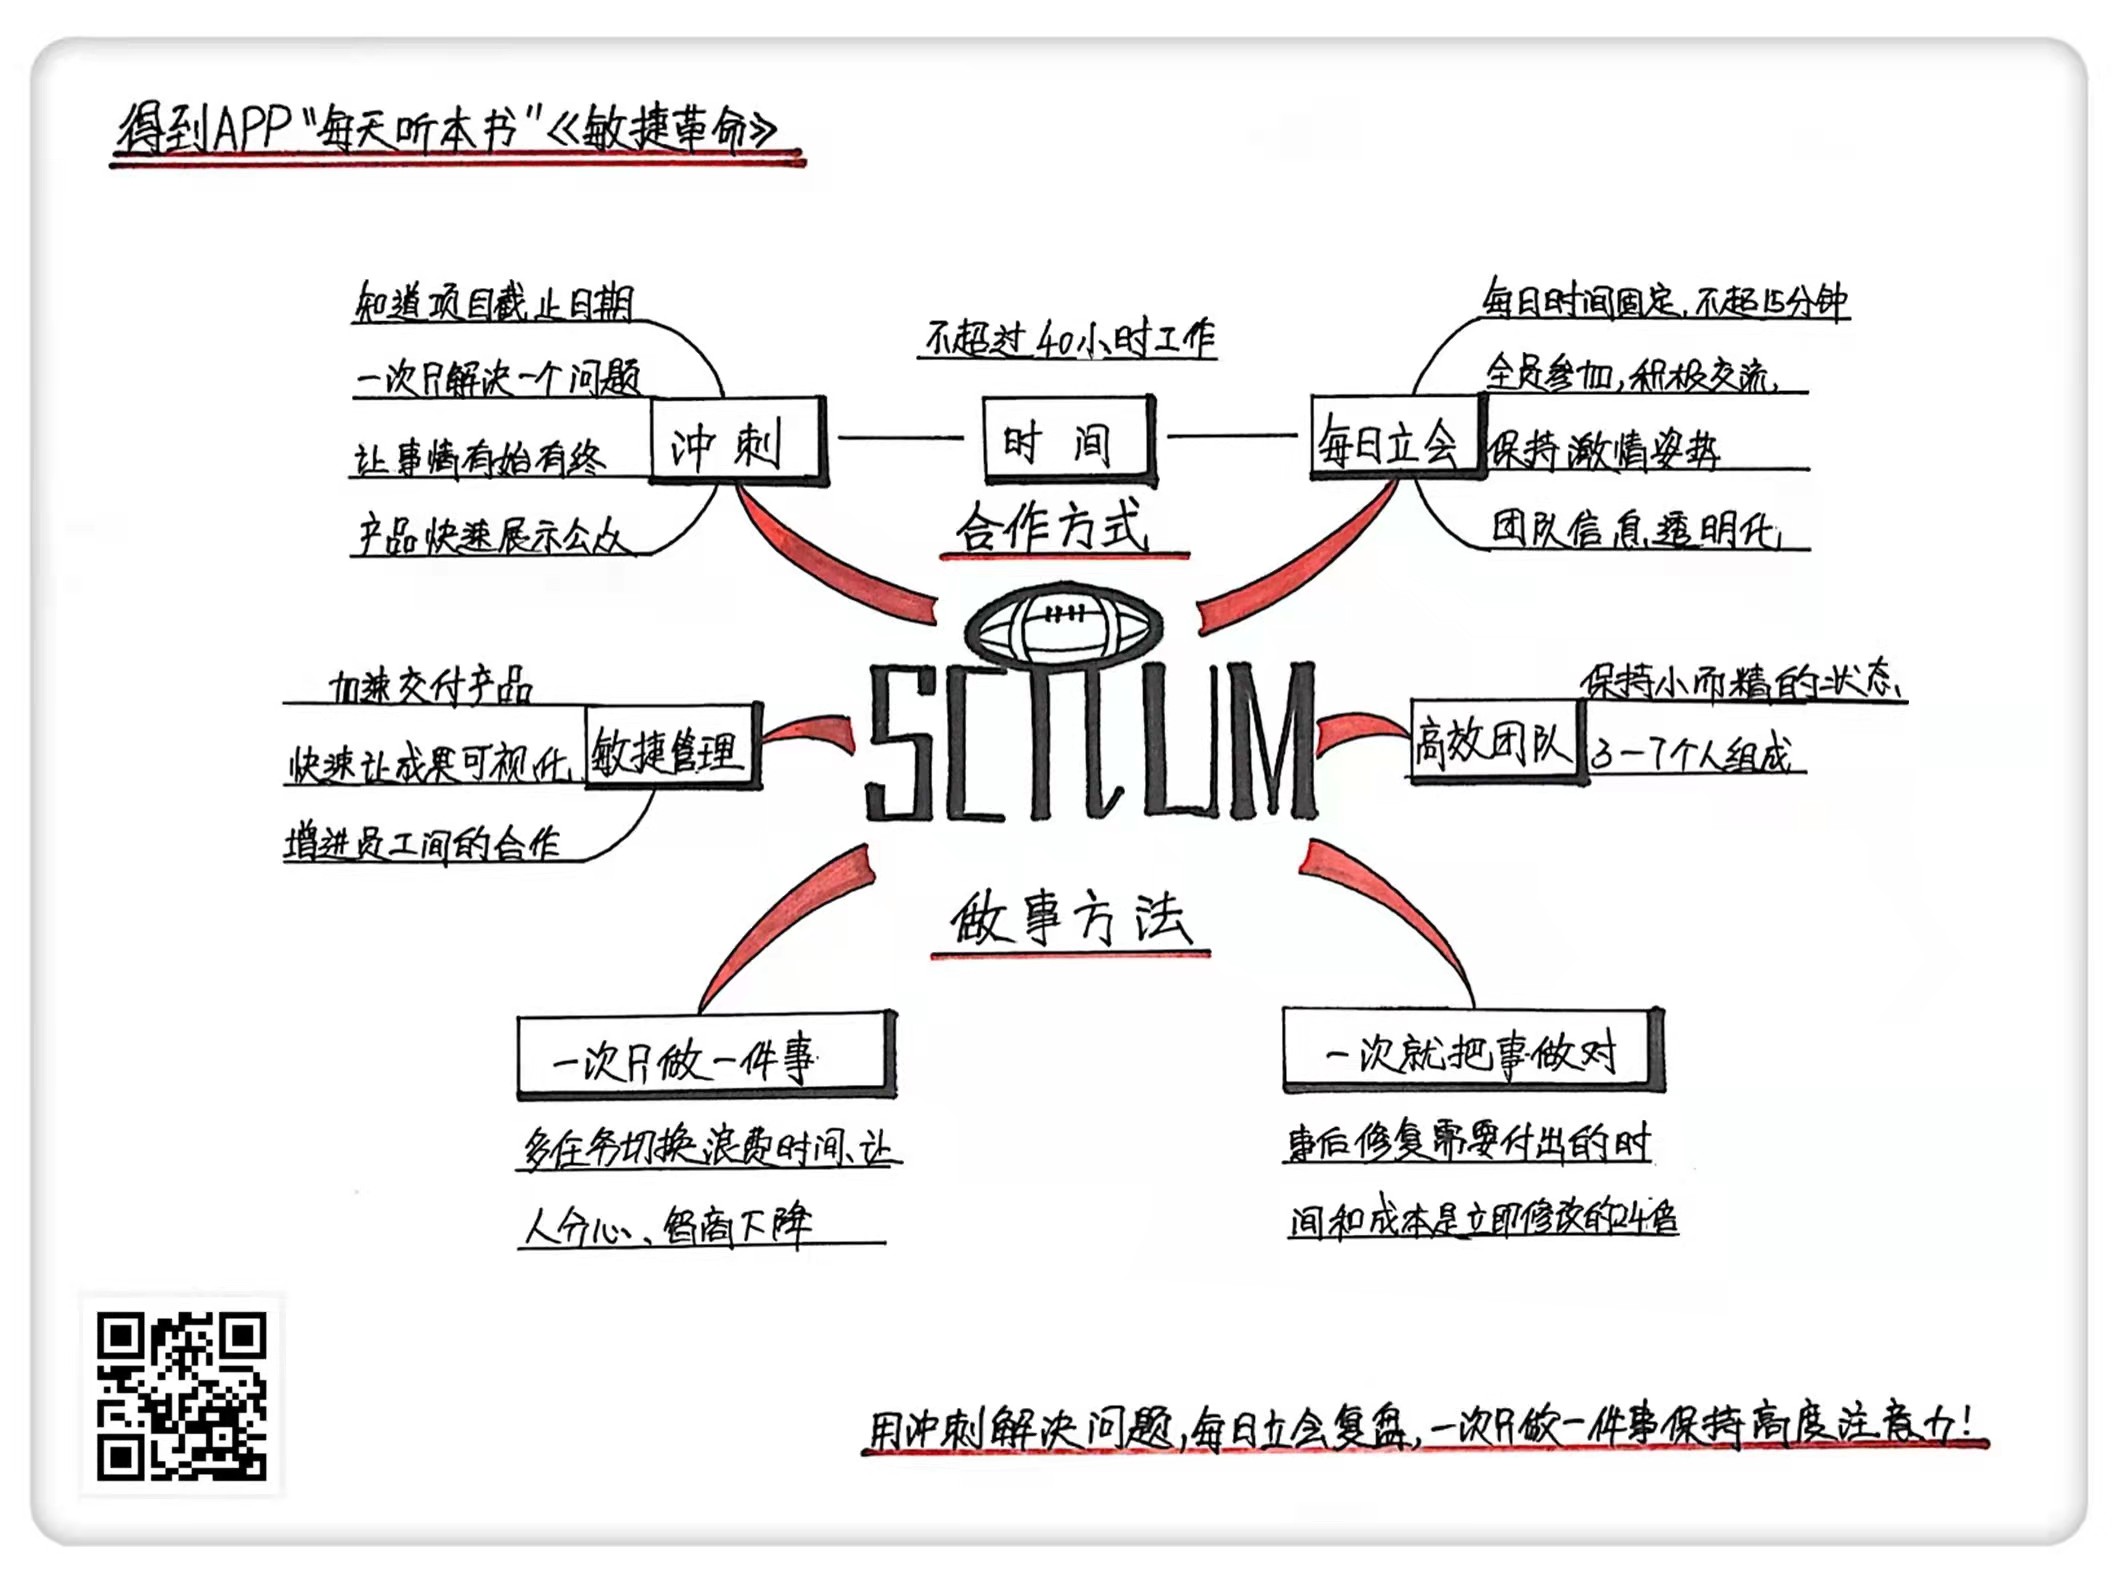 得到APP“每天听本书”《敏捷革命》
知道项目截止日期
一次只解决一个问题
让事情有始有终
产品快速展示公众
冲刺
不超过40小时工作
时间
每日立会
每日时间固定,不超15分钟
全员参加,积极交流,
保持激情姿势
团队信息透明化
合作方式
SCRUM
加速交付产品
快速让成果可视化
增进员工间的合作
敏捷管理
高效团队
保持小而精的状态
3-7个人组成
做事方法
一次只做一件事
多任务切换浪费时间、让
人分心、智商下降
一次就把事做对
事后修复需要付出的时
间和成本是立即修改的24倍
用冲刺解决问题,每日立会复盘,一次只做一件事保持高度注意力!